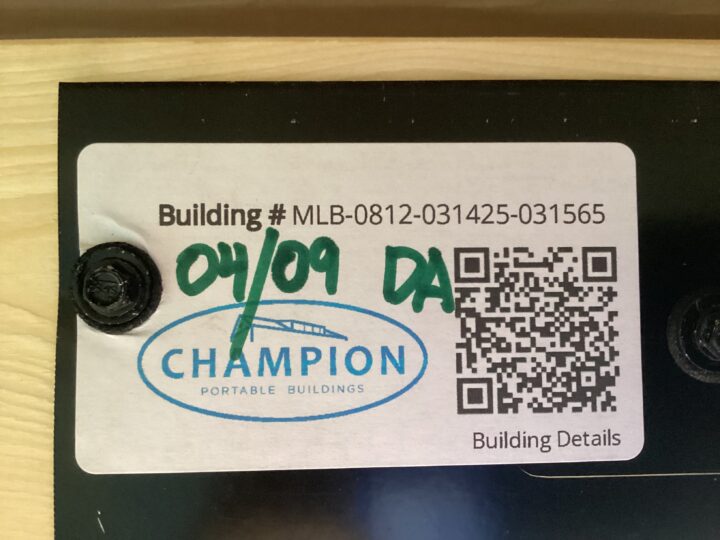 Building # MLB-0812-031425-031565
04/09 DA
CHAMPION
PORTABLE BUILDINGS
Building Details